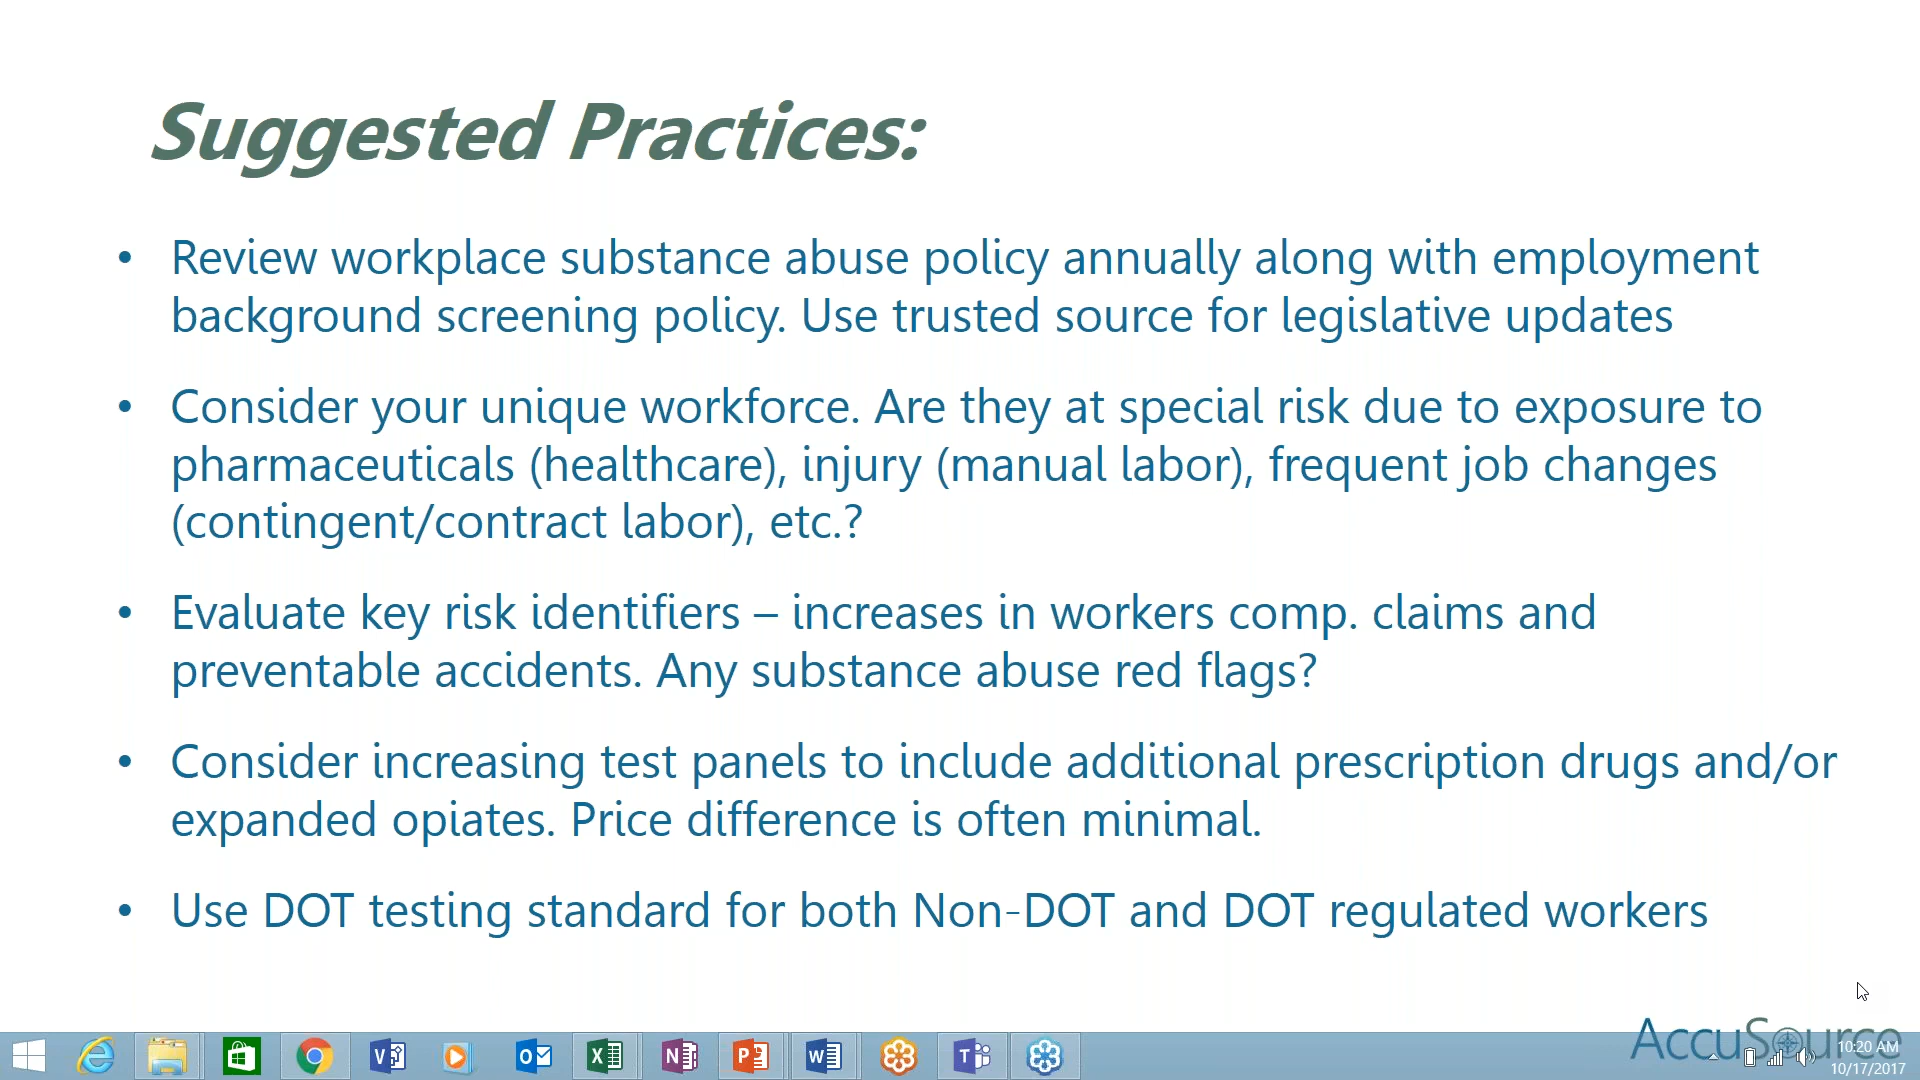 Suggested Practices:
• Review workplace substance abuse policy annually along with employment
background screening policy. Use trusted source for legislative updates
• Consider your unique workforce. Are they at special risk due to exposure to
pharmaceuticals (healthcare), injury (manual labor), frequent job changes
(contingent/contract labor), etc.?
• Evaluate key risk identifiers – increases in workers comp. claims and
preventable accidents. Any substance abuse red flags?
• Consider increasing test panels to include additional prescription drugs and/or
expanded opiates. Price difference is often minimal.
• Use DOT testing standard for both Non-DOT and DOT regulated workers
AccuSource
10:20 AM
10/17/2017